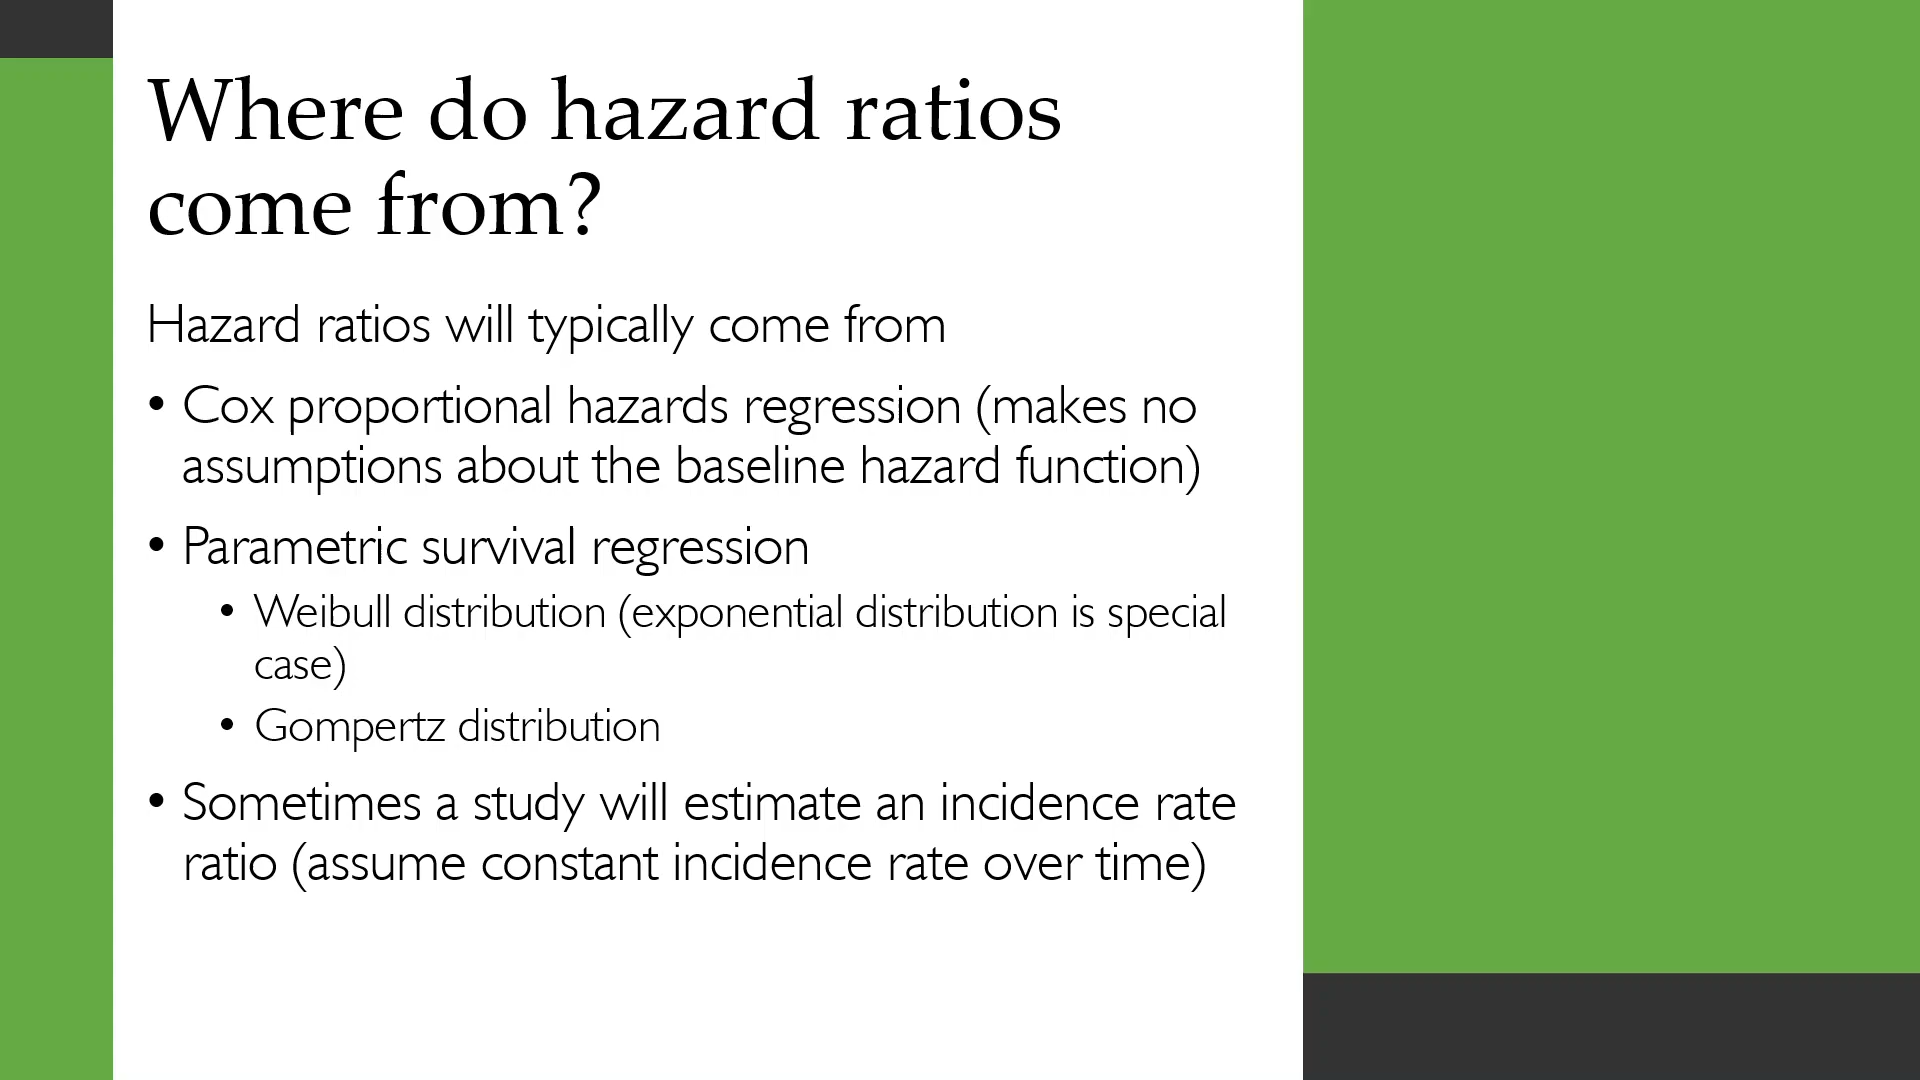 Where do hazard ratios
come from?
Hazard ratios will typically come from
• Cox proportional hazards regression (makes no
assumptions about the baseline hazard function)
• Parametric survival regression
• Weibull distribution (exponential distribution is special
case)
• Gompertz distribution
• Sometimes a study will estimate an incidence rate
ratio (assume constant incidence rate over time)